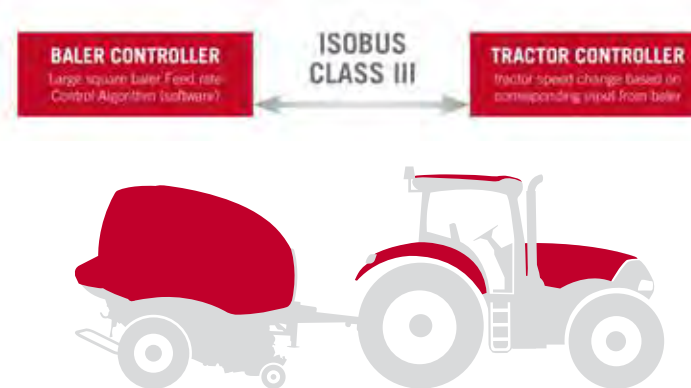 BALER CONTROLLER
Large square baler Feed rate
Control Algorithm (software)
ISOBUS
CLASS III
TRACTOR CONTROLLER
tractor speed change based on
corresponding input from baler